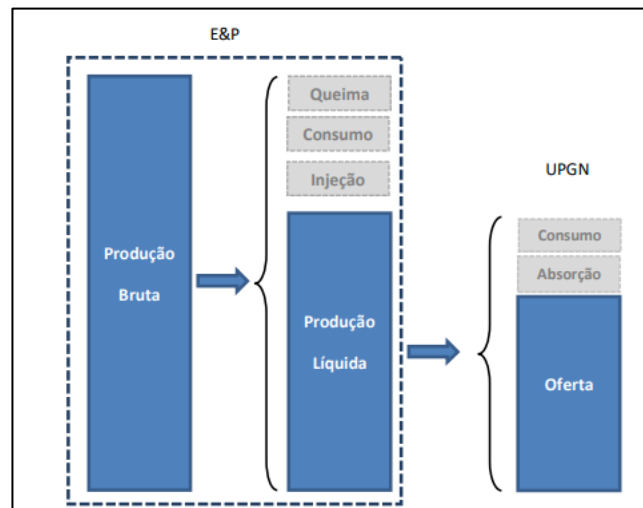 E&P
Produção
Bruta
Queima
Consumo
Injeção
Produção
Líquida
UPGN
Consumo
Absorção
Oferta